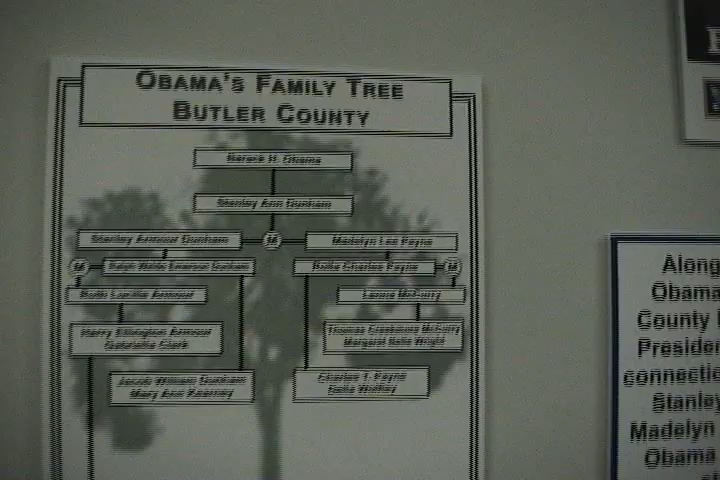 OBAMA'S FAMILY TREE
BUTLER COUNTY
Barack H. Obama
Stanley Ann Dunham
Stanley Armour Dunham
M
Madelyn Lee Payne
M
Ralph Waldo Emerson Dunham
Rolla Charles Payne
M
Ruth Lucille Armour
Leona McCurry
Harry Ellington Armour
Gabriella Clark
Thomas Creekmore McCurry
Margaret Belle Wright
Jacob William Dunham
Mary Ann Kearney
Charles T. Payne
Della Wolfley
Along
Obama
County
Presiden
connectio
Stanley
Madelyn
Obama